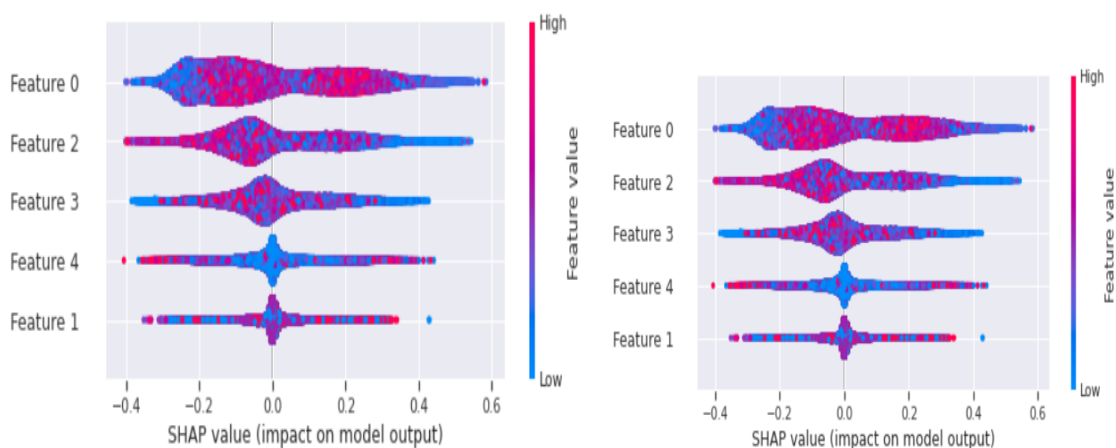 High
Feature 0
Feature 2
Feature 3
Feature 4
Feature 1
Feature value
Low
−0.4 −0.2 0.0 0.2 0.4 0.6
SHAP value (impact on model output)
High
Feature 0
Feature 2
Feature 3
Feature 4
Feature 1
Feature value
Low
−0.4 −0.2 0.0 0.2 0.4 0.6
SHAP value (impact on model output)